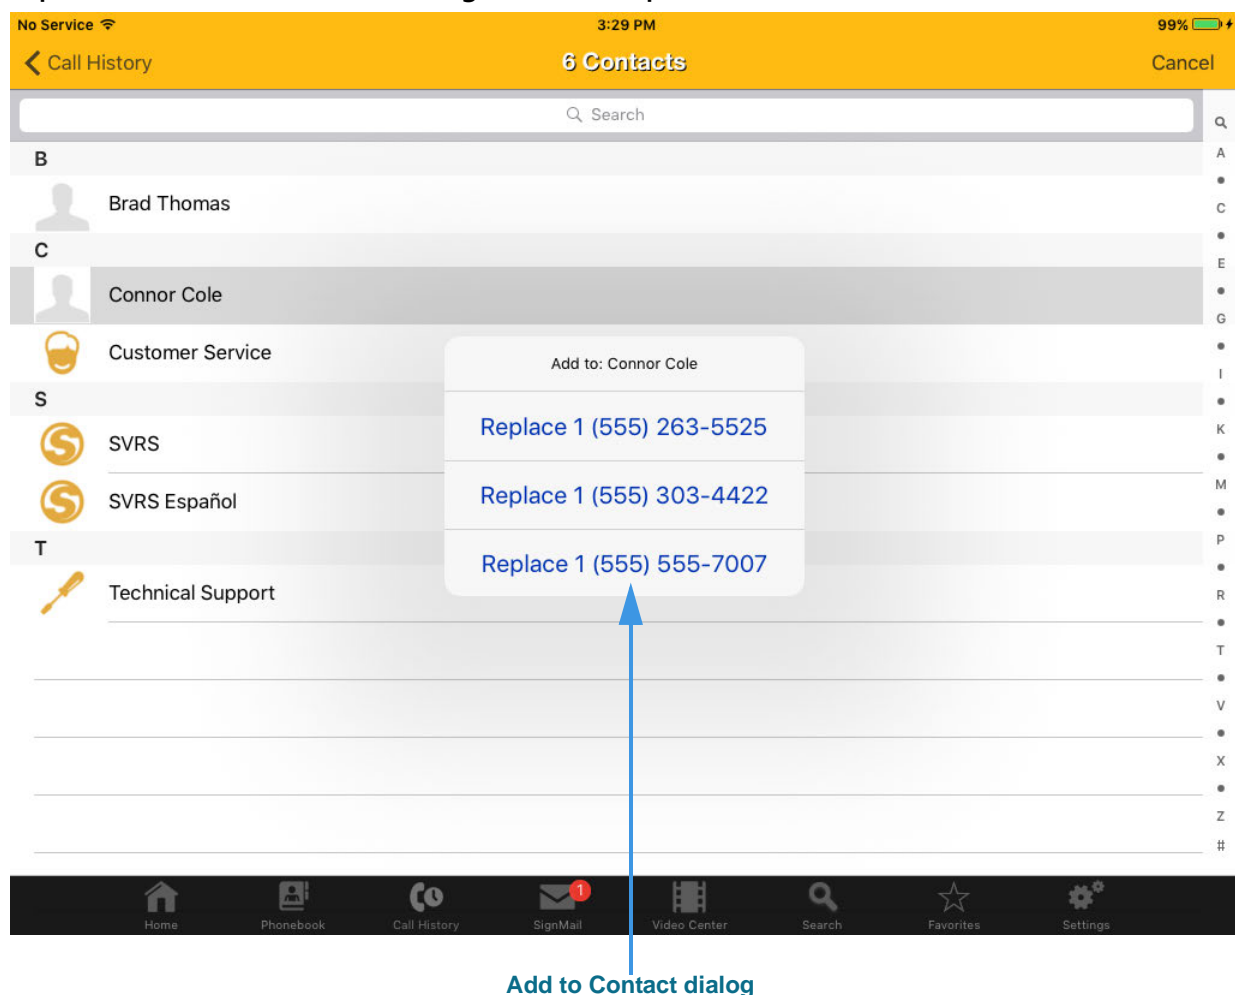 No Service 3:29 PM 99%
Call History 6 Contacts Cancel
Search
B
Brad Thomas
C
Connor Cole
Customer Service
S
SVRS
SVRS Español
T
Technical Support
Add to: Connor Cole
Replace 1 (555) 263-5525
Replace 1 (555) 303-4422
Replace 1 (555) 555-7007
A
C
E
G
I
K
M
P
R
T
V
X
Z
#
1
Home Phonebook Call History SignMail Video Center Search Favorites Settings
Add to Contact dialog